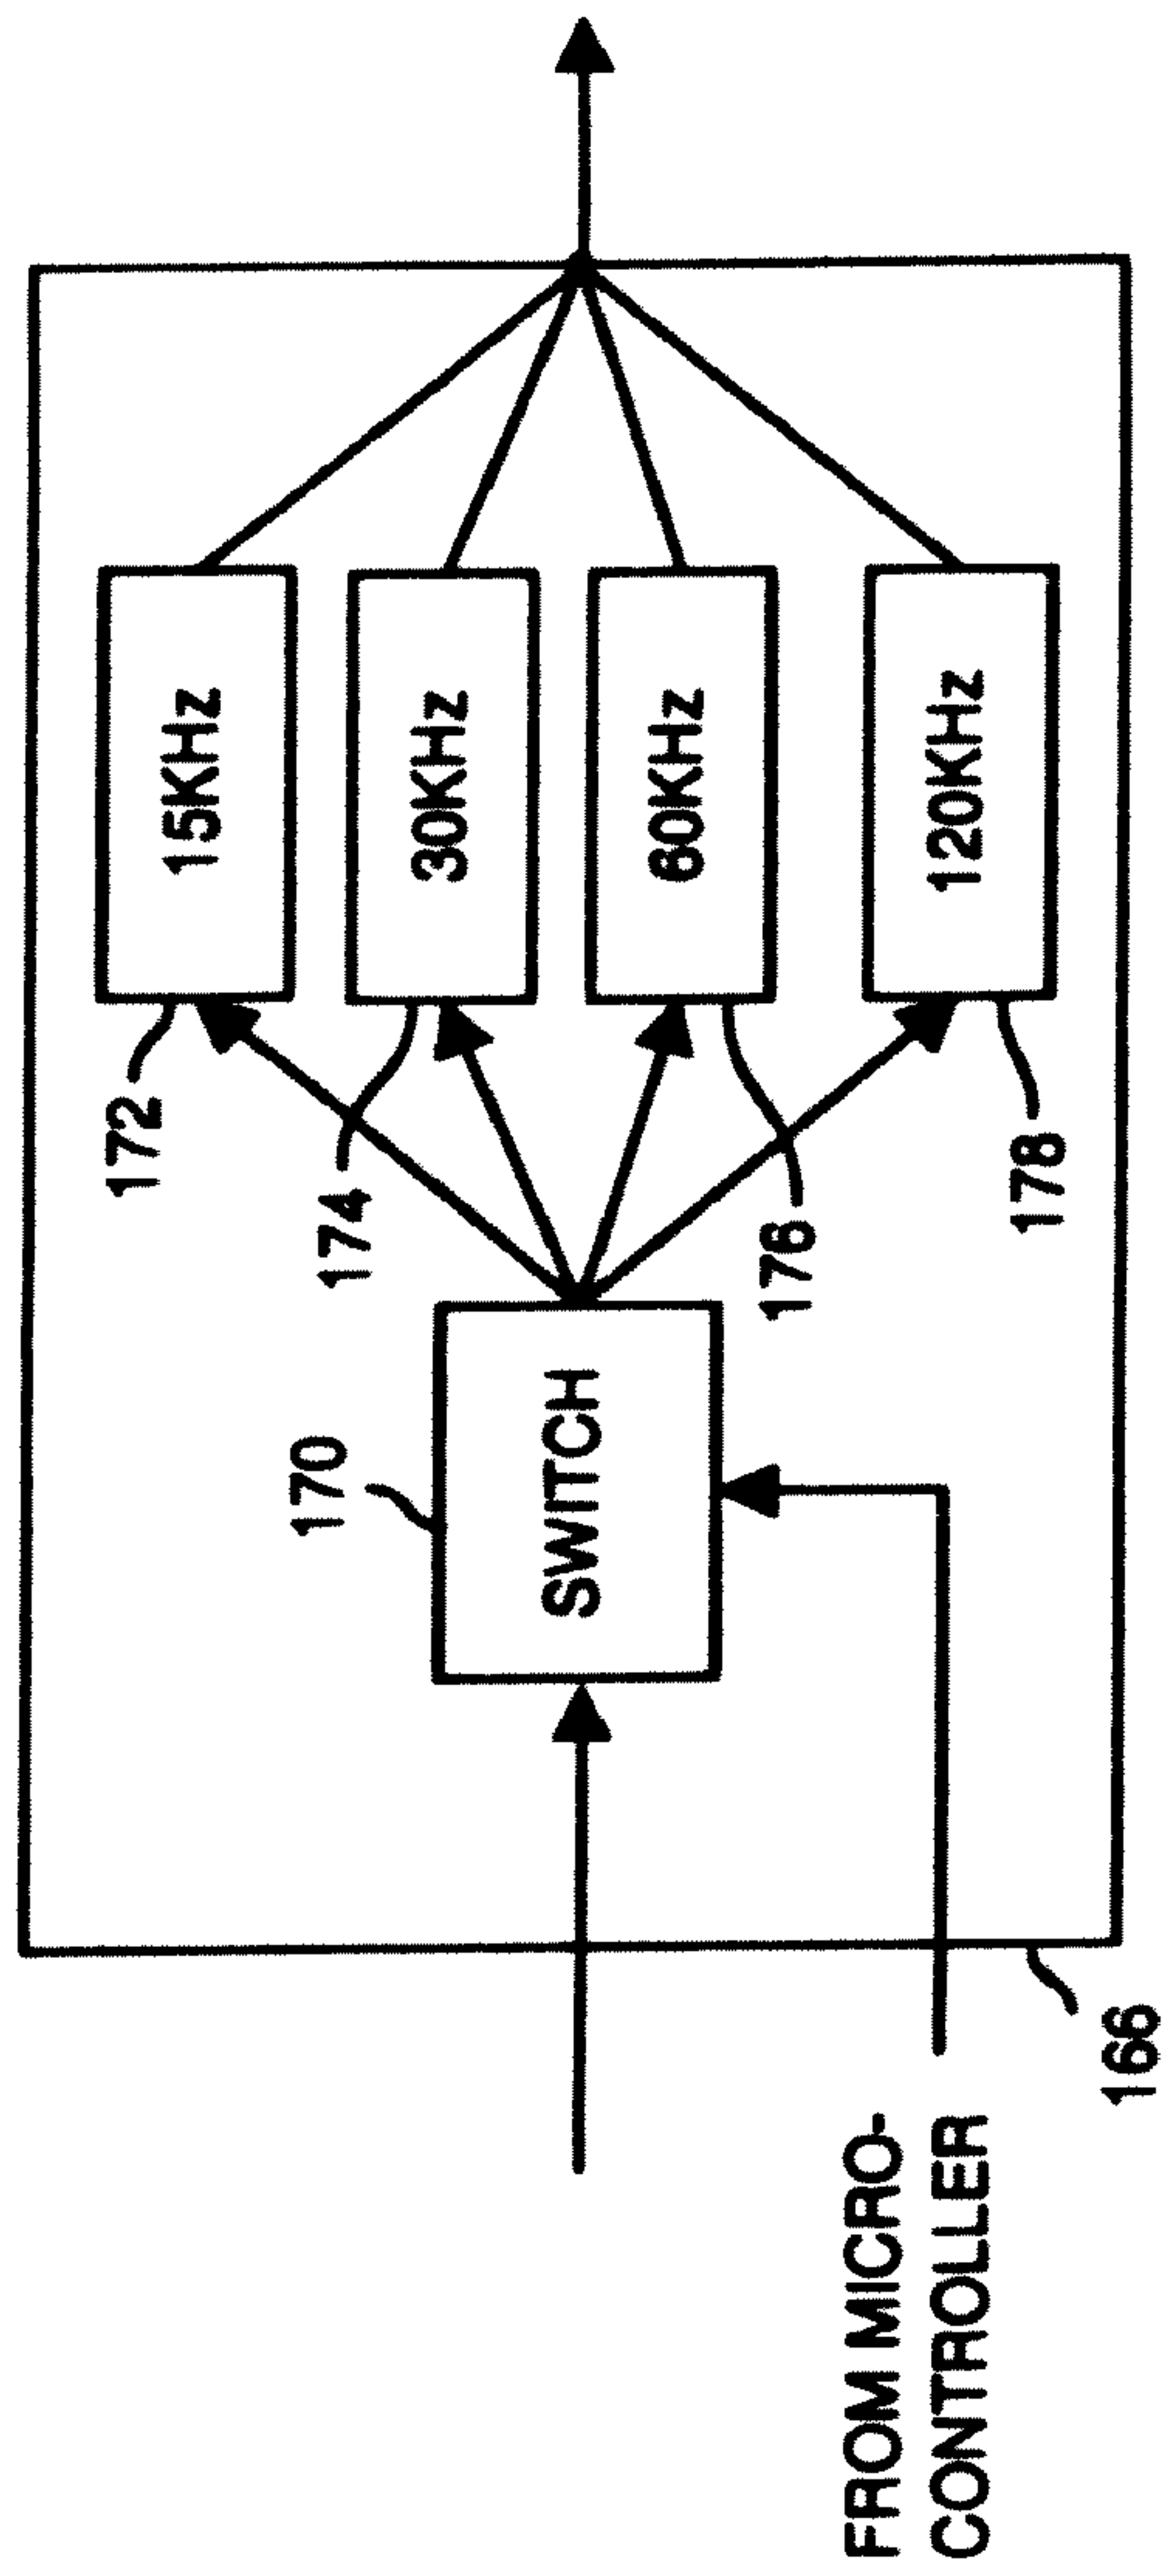 15KHz
172
30KHz
174
170
SWITCH
60KHz
176
120KHz
178
FROM MICRO-
CONTROLLER
166